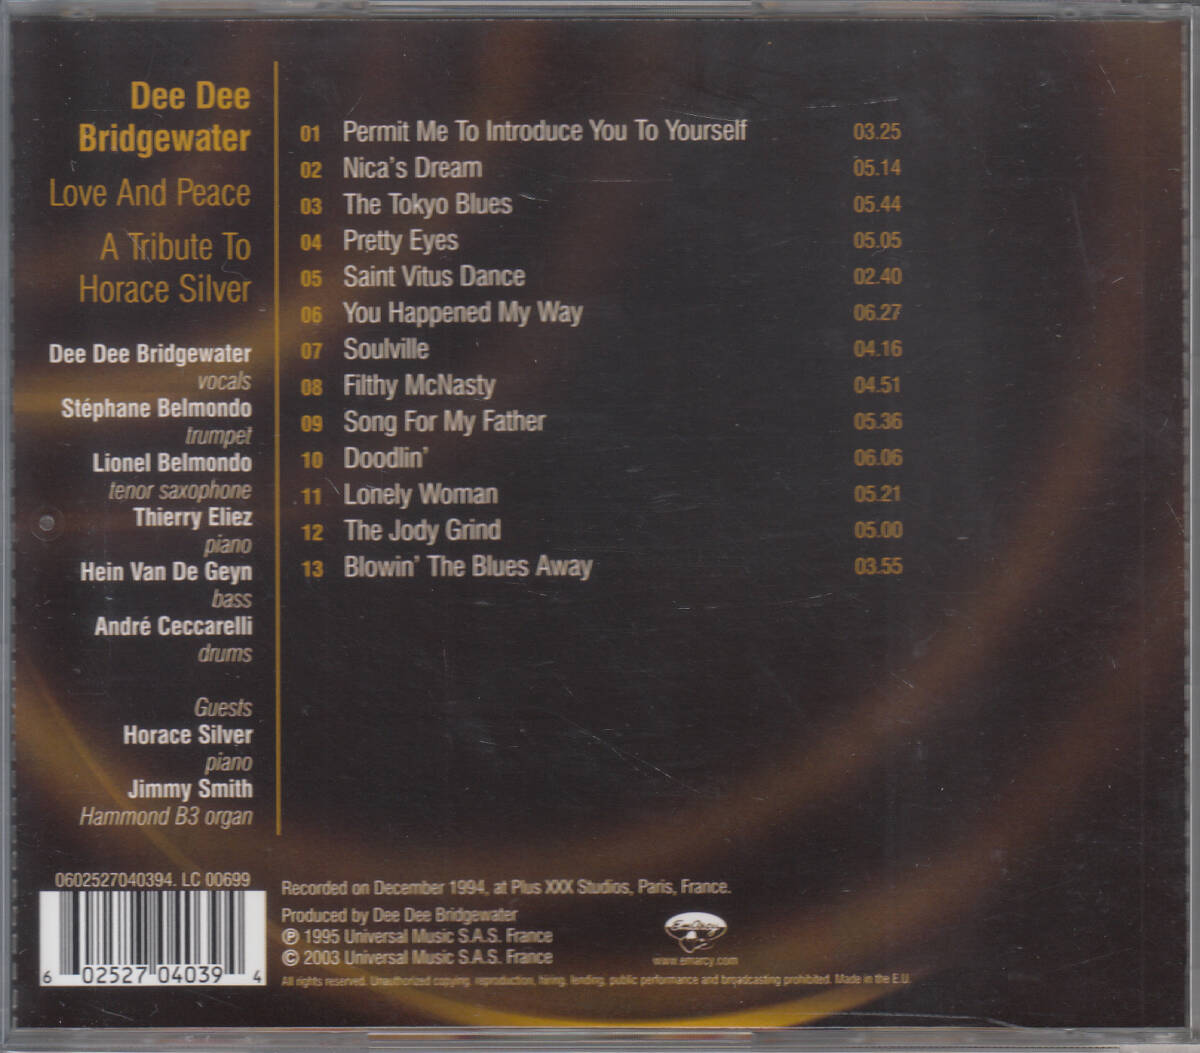 Dee Dee
Bridgewater
Love And Peace
A Tribute To
Horace Silver
Dee Dee Bridgewater
vocals
Stéphane Belmondo
trumpet
Lionel Belmondo
tenor saxophone
Thierry Eliez
piano
Hein Van De Geyn
bass
André Ceccarelli
drums
Guests
Horace Silver
piano
Jimmy Smith
Hammond B3 organ
01 Permit Me To Introduce You To Yourself 03.25
02 Nica's Dream 05.14
03 The Tokyo Blues 05.44
04 Pretty Eyes 05.05
05 Saint Vitus Dance 02.40
06 You Happened My Way 06.27
07 Soulville 04.16
08 Filthy McNasty 04.51
09 Song For My Father 05.36
10 Doodlin' 06.06
11 Lonely Woman 05.21
12 The Jody Grind 05.00
13 Blowin' The Blues Away 03.55
0602527040394. LC 00699
6 02527 04039 4
Recorded on December 1994, at Plus XXX Studios, Paris, France.
Produced by Dee Dee Bridgewater
℗ 1995 Universal Music S.A.S. France
© 2003 Universal Music S.A.S. France
EmArcy
www.emarcy.com
All rights reserved. Unauthorized copying, reproduction, hiring, lending, public performance and broadcasting prohibited. Made in the E.U.